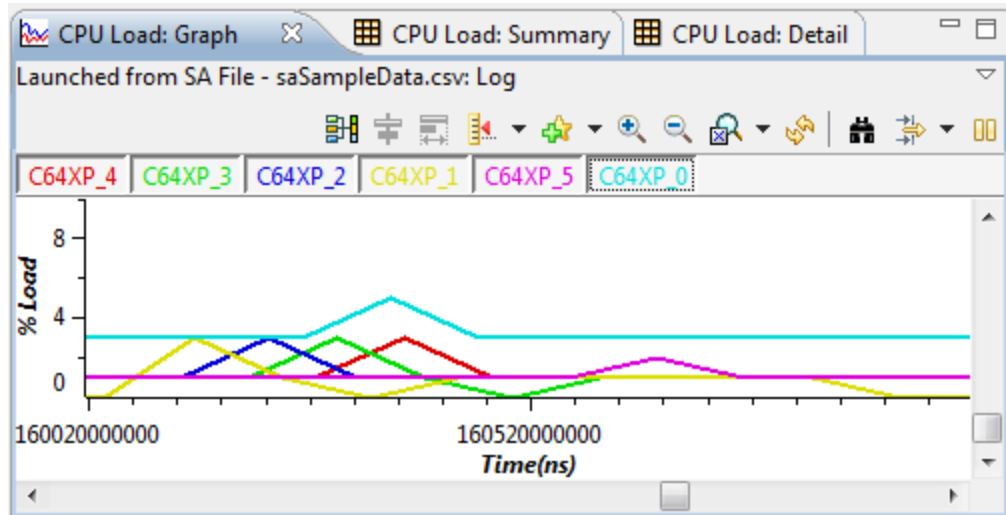 CPU Load: Graph CPU Load: Summary CPU Load: Detail
Launched from SA File - saSampleData.csv: Log
C64XP_4 C64XP_3 C64XP_2 C64XP_1 C64XP_5 C64XP_0
8
4
0
% Load
160020000000 160520000000
Time(ns)